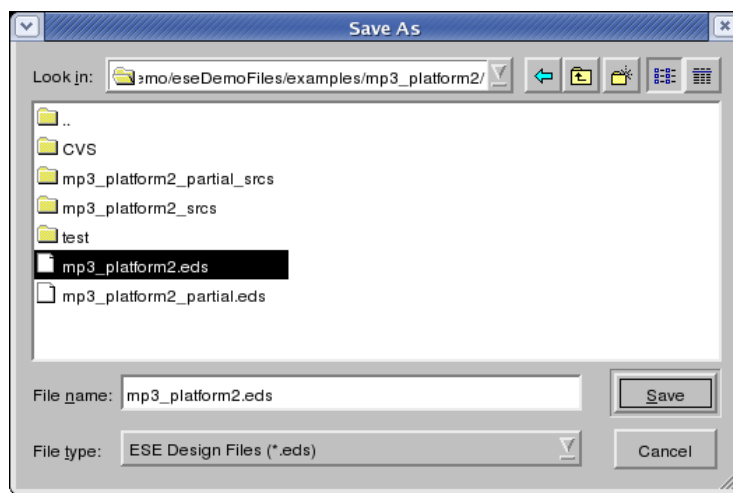 Save As
Look in: emo/eseDemoFiles/examples/mp3_platform2/
..
CVS
mp3_platform2_partial_srcs
mp3_platform2_srcs
test
mp3_platform2.eds
mp3_platform2_partial.eds
File name: mp3_platform2.eds Save
File type: ESE Design Files (*.eds) Cancel